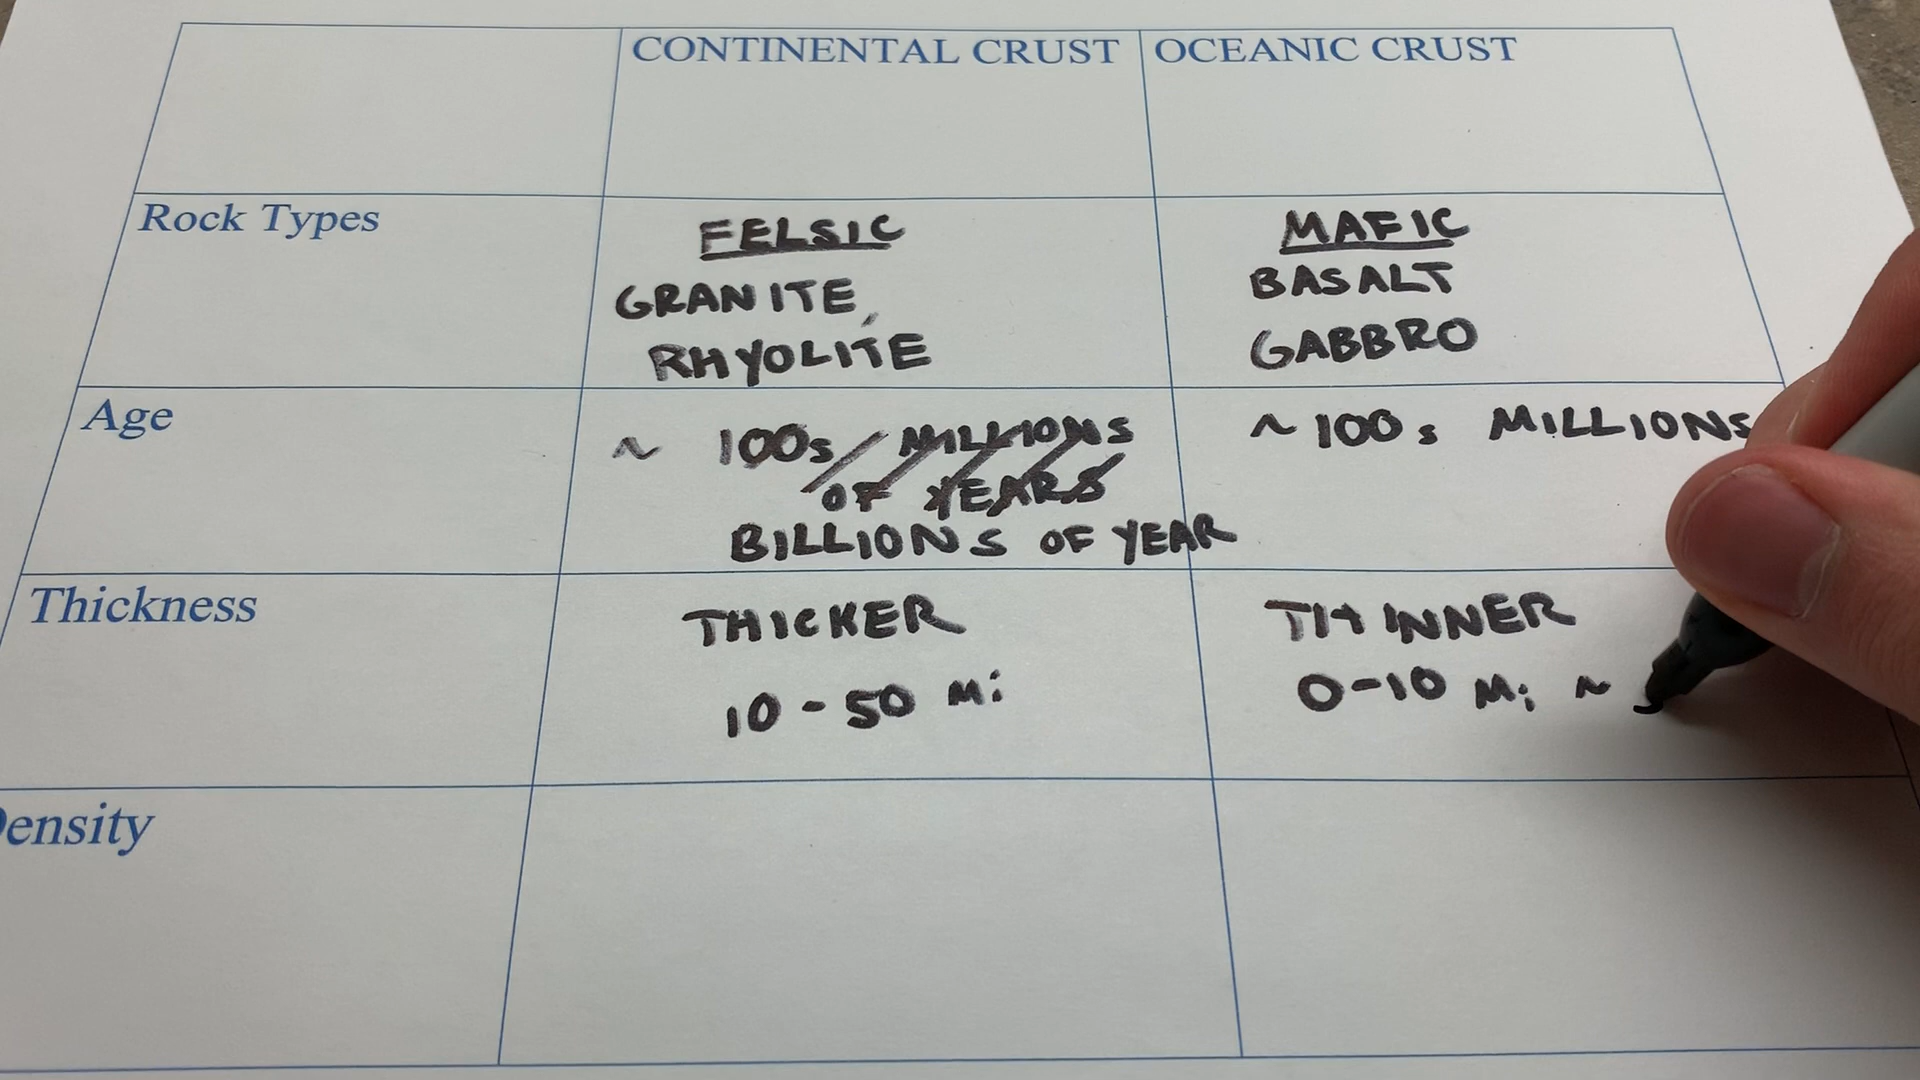 CONTINENTAL CRUST
OCEANIC CRUST
Rock Types
FELSIC
GRANITE,
RHYOLITE
MAFIC
BASALT
GABBRO
Age
~ 100s MILLIONS
OF YEARS
BILLIONS OF YEAR
~ 100s MILLIONS
Thickness
THICKER
10 - 50 Mi
THINNER
0-10 Mi ~
ensity